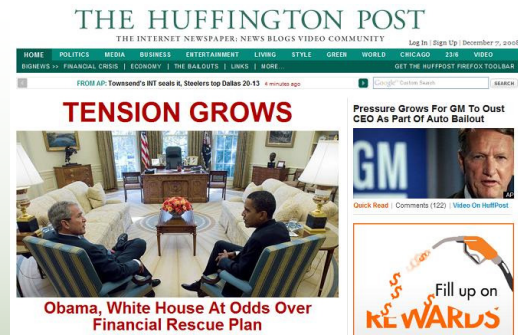 THE HUFFINGTON POST
THE INTERNET NEWSPAPER: NEWS BLOGS VIDEO COMMUNITY
Log In | Sign Up | December 7, 2008
HOME POLITICS MEDIA BUSINESS ENTERTAINMENT LIVING STYLE GREEN WORLD CHICAGO 23/6 VIDEO
BIGNEWS >> FINANCIAL CRISIS | ECONOMY | THE BAILOUTS | LINKS | MORE... GET THE HUFFPOST FIREFOX TOOLBAR
FROM AP: Townsend's INT seals it, Steelers top Dallas 20-13 4 minutes ago
Google Custom Search SEARCH
TENSION GROWS
Obama, White House At Odds Over
Financial Rescue Plan
Pressure Grows For GM To Oust
CEO As Part Of Auto Bailout
GM
AP
Quick Read | Comments (122) | Video On HuffPost
$
$
$
$
Fill up on
REWARDS